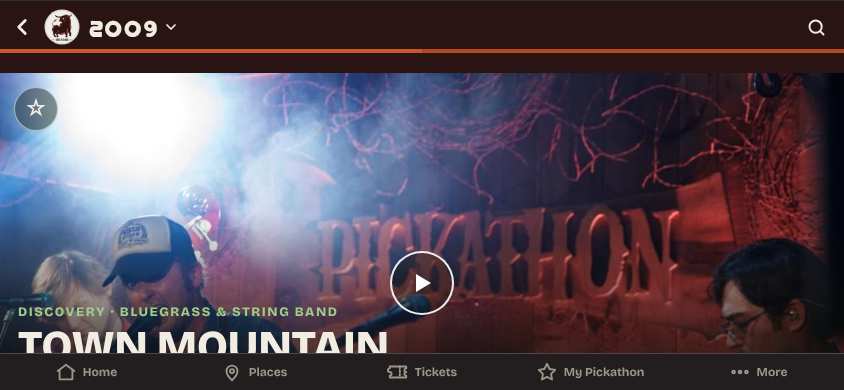 2009
PICKATHON
DISCOVERY · BLUEGRASS & STRING BAND
TOWN MOUNTAIN
Home
Places
Tickets
My Pickathon
More